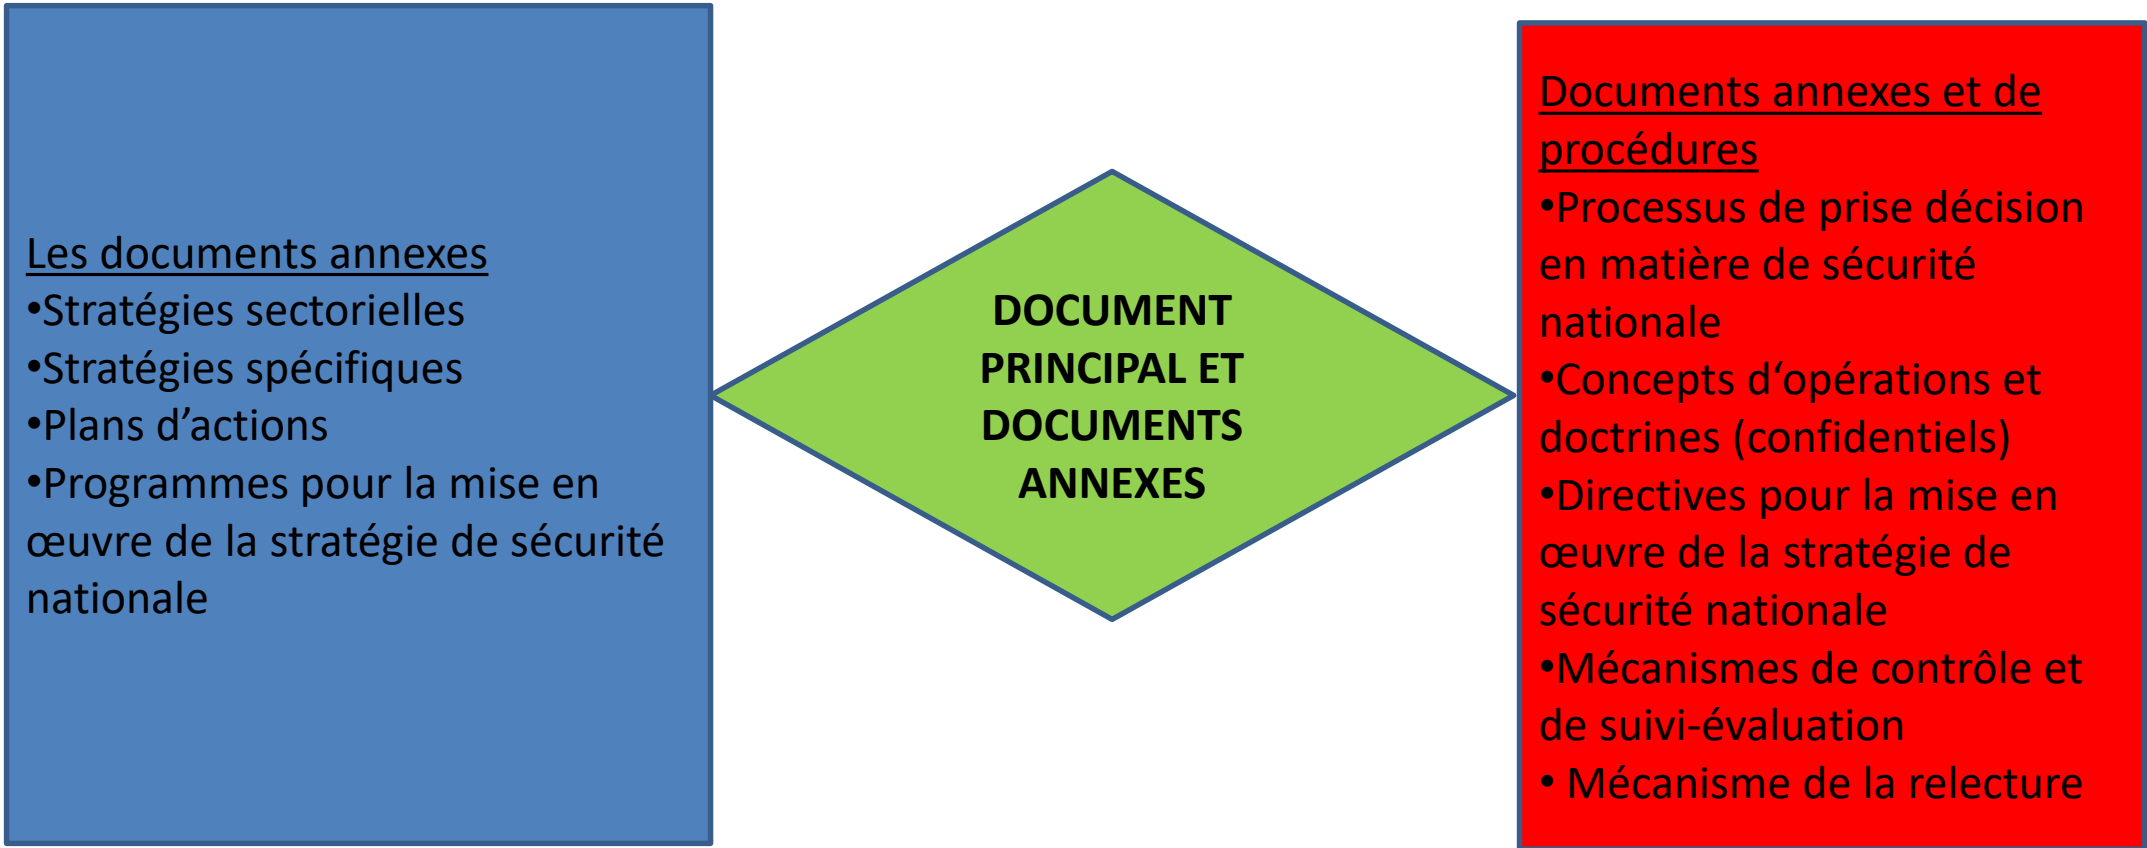 Les documents annexes
•Stratégies sectorielles
•Stratégies spécifiques
•Plans d’actions
•Programmes pour la mise en
œuvre de la stratégie de sécurité
nationale
DOCUMENT
PRINCIPAL ET
DOCUMENTS
ANNEXES
Documents annexes et de
procédures
•Processus de prise décision
en matière de sécurité
nationale
•Concepts d‘opérations et
doctrines (confidentiels)
•Directives pour la mise en
œuvre de la stratégie de
sécurité nationale
•Mécanismes de contrôle et
de suivi-évaluation
• Mécanisme de la relecture